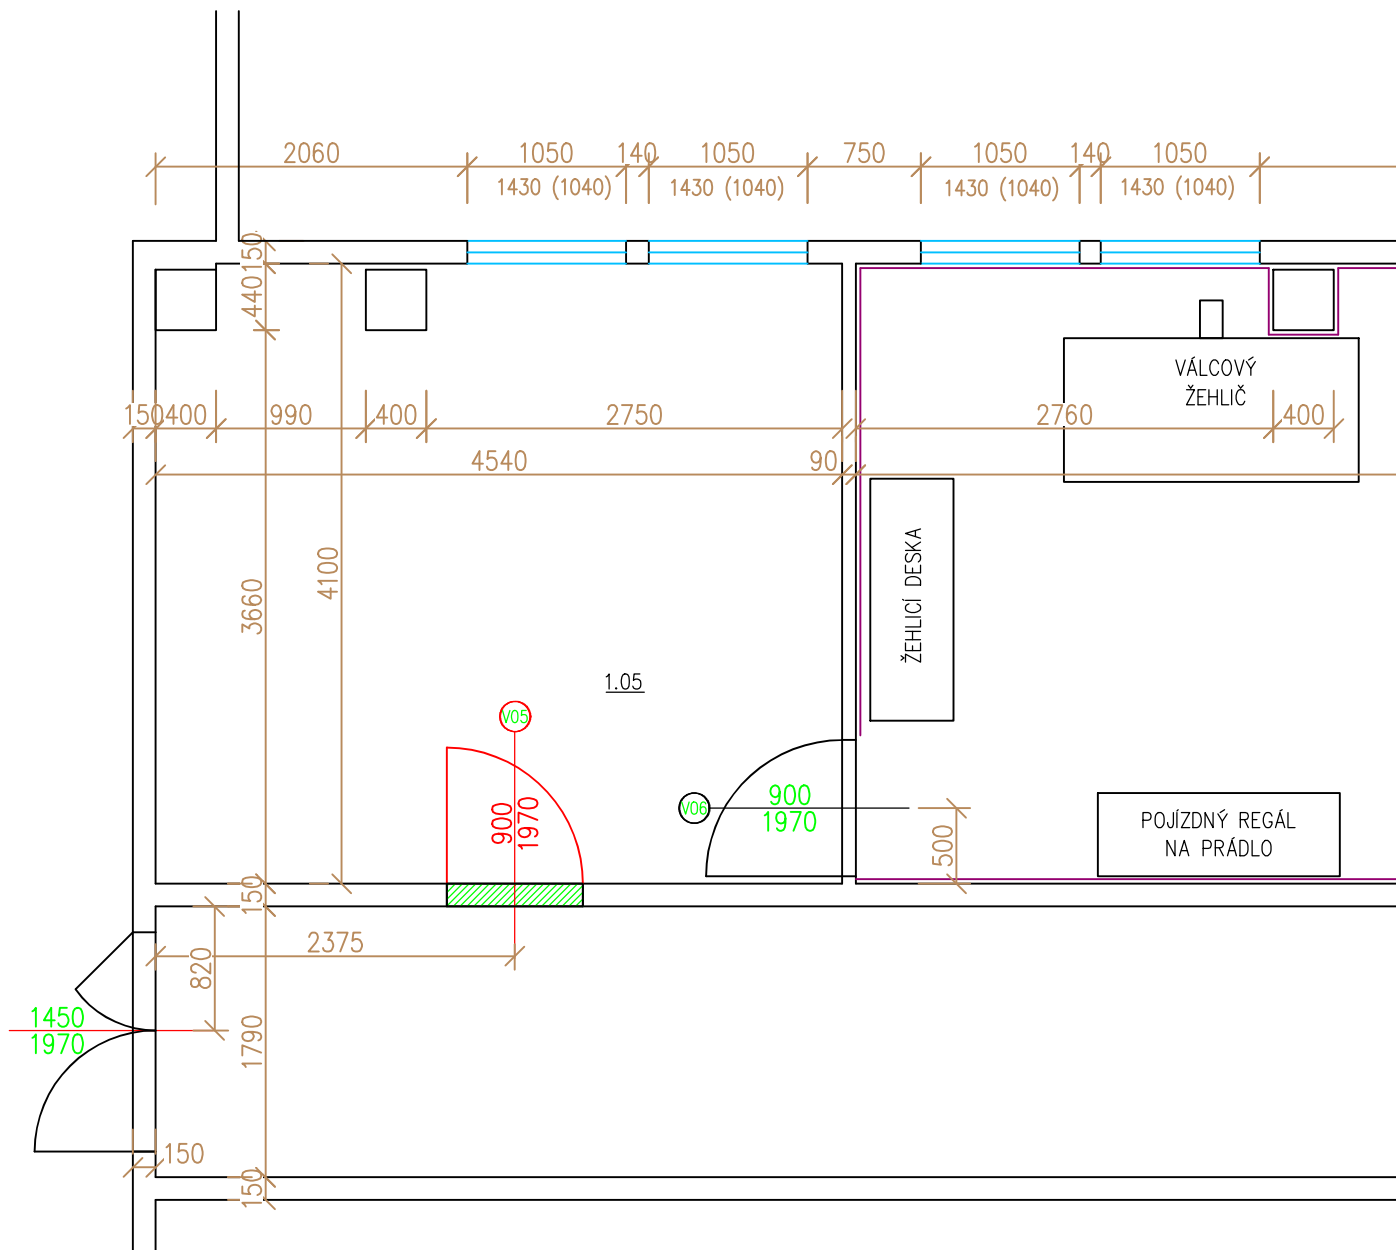 2060 1050 140 1050 750 1050 140 1050
1430 (1040) 1430 (1040) 1430 (1040) 1430 (1040)
150
440
VÁLCOVÝ
ŽEHLIČ
150 400 990 400 2750 2760 400
4540 90
4100
3660
ŽEHLICÍ DESKA
1.05
V05
900
1970
V06
900
1970
500
POJÍZDNÝ REGÁL
NA PRÁDLO
150
2375
820
1450
1970
1790
150
150